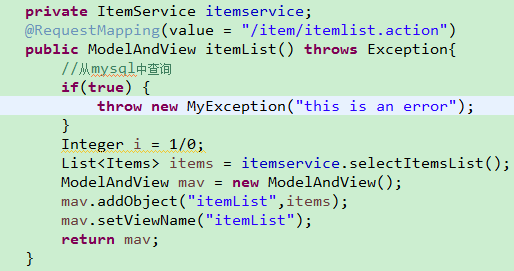 private ItemService itemservice;
@RequestMapping(value = "/item/itemlist.action")
public ModelAndView itemList() throws Exception{
//从mysql中查询
if(true) {
throw new MyException("this is an error");
}
Integer i = 1/0;
List<Items> items = itemservice.selectItemsList();
ModelAndView mav = new ModelAndView();
mav.addObject("itemList",items);
mav.setViewName("itemList");
return mav;
}